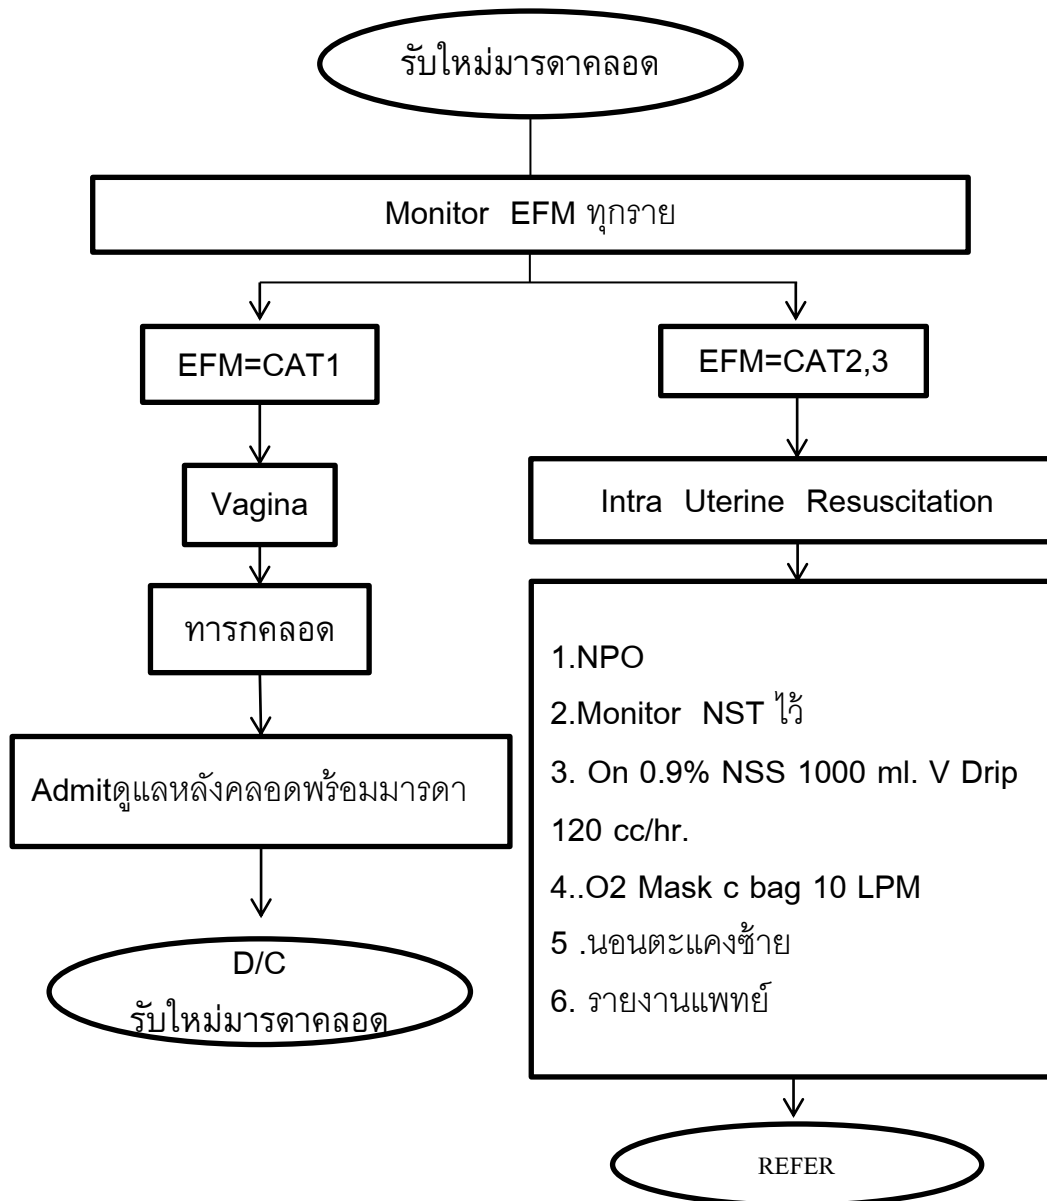 รับใหม่มารดาคลอด
Monitor EFM ทุกราย
EFM=CAT1
EFM=CAT2,3
Vagina
Intra Uterine Resuscitation
ทารกคลอด
1.NPO
2.Monitor NST ไว้
3. On 0.9% NSS 1000 ml. V Drip
120 cc/hr.
4..O2 Mask c bag 10 LPM
5 .นอนตะแคงซ้าย
6. รายงานแพทย์
Admitดูแลหลังคลอดพร้อมมารดา
D/C
รับใหม่มารดาคลอด
REFER